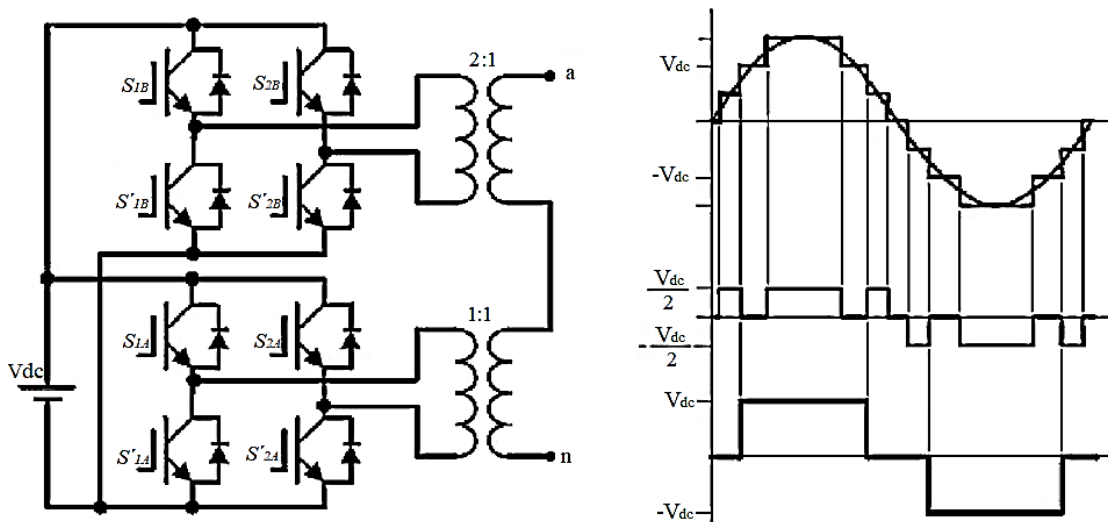 S1B
S2B
2:1
a
S'1B
S'2B
1:1
S1A
S2A
Vdc
S'1A
S'2A
n
Vdc
-Vdc
Vdc
2
-Vdc
2
Vdc
-Vdc